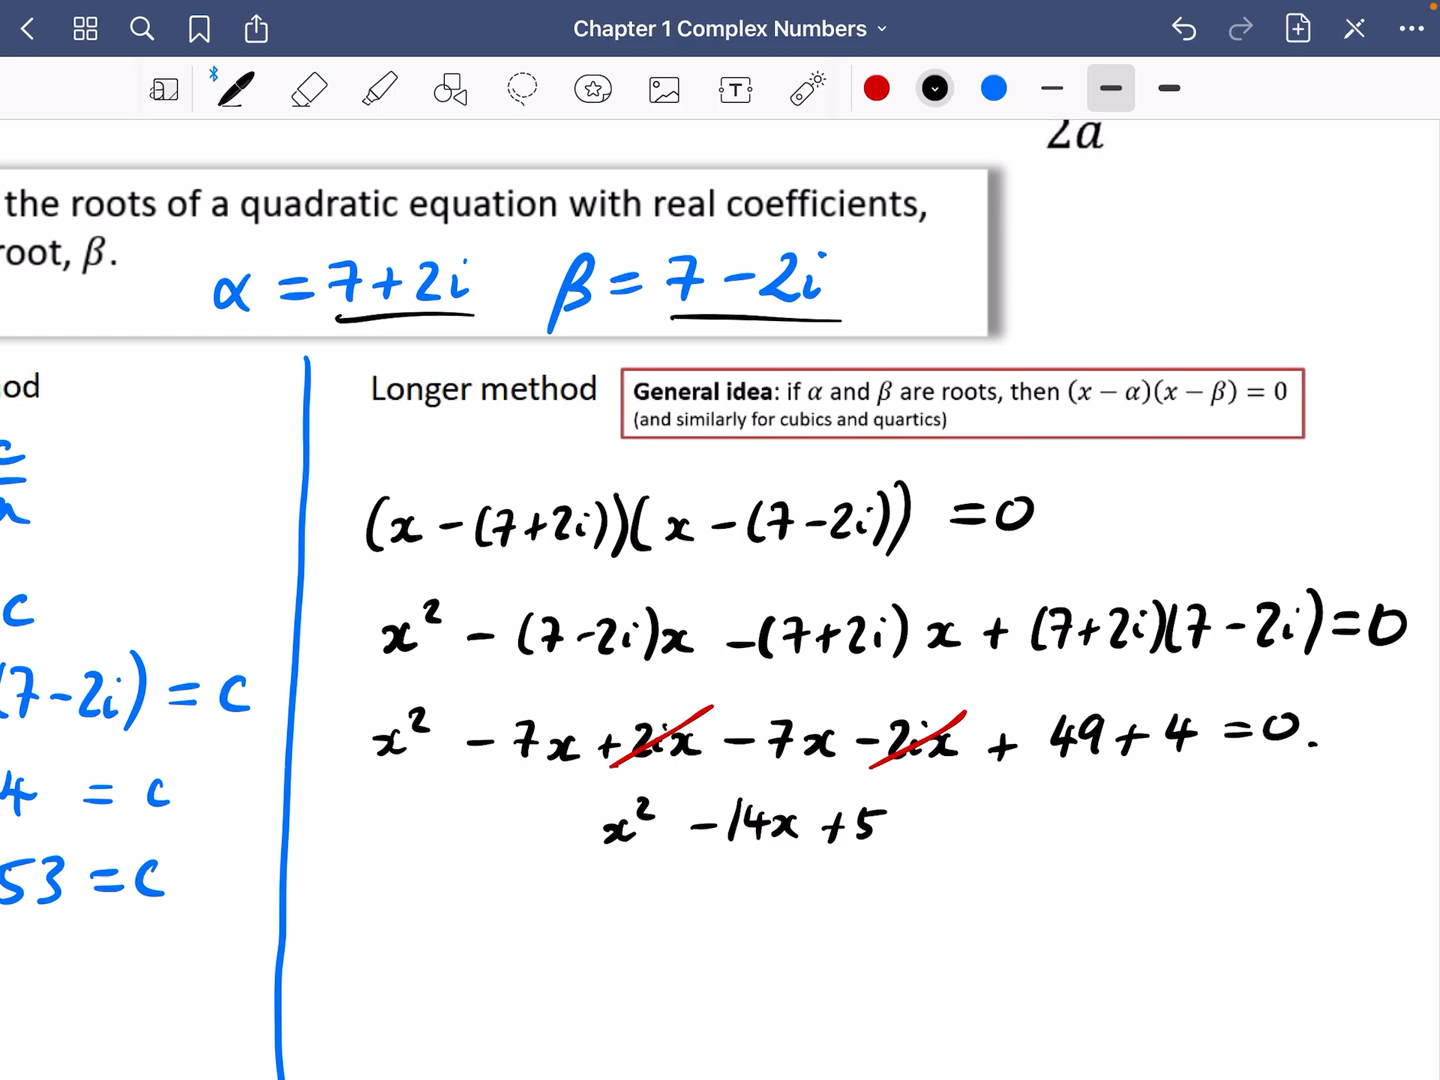 Chapter 1 Complex Numbers
2a
the roots of a quadratic equation with real coefficients,
root, β.
α = 7+2i β = 7-2i
od
c
a
c
(7-2i) = c
4 = c
53 = c
Longer method
General idea: if α and β are roots, then (x − α)(x − β) = 0
(and similarly for cubics and quartics)
(x -(7+2i))(x -(7-2i)) = 0
x² - (7-2i)x -(7+2i)x + (7+2i)(7-2i)=0
x² - 7x +2ix - 7x -2ix + 49+4 =0.
x² -14x +5